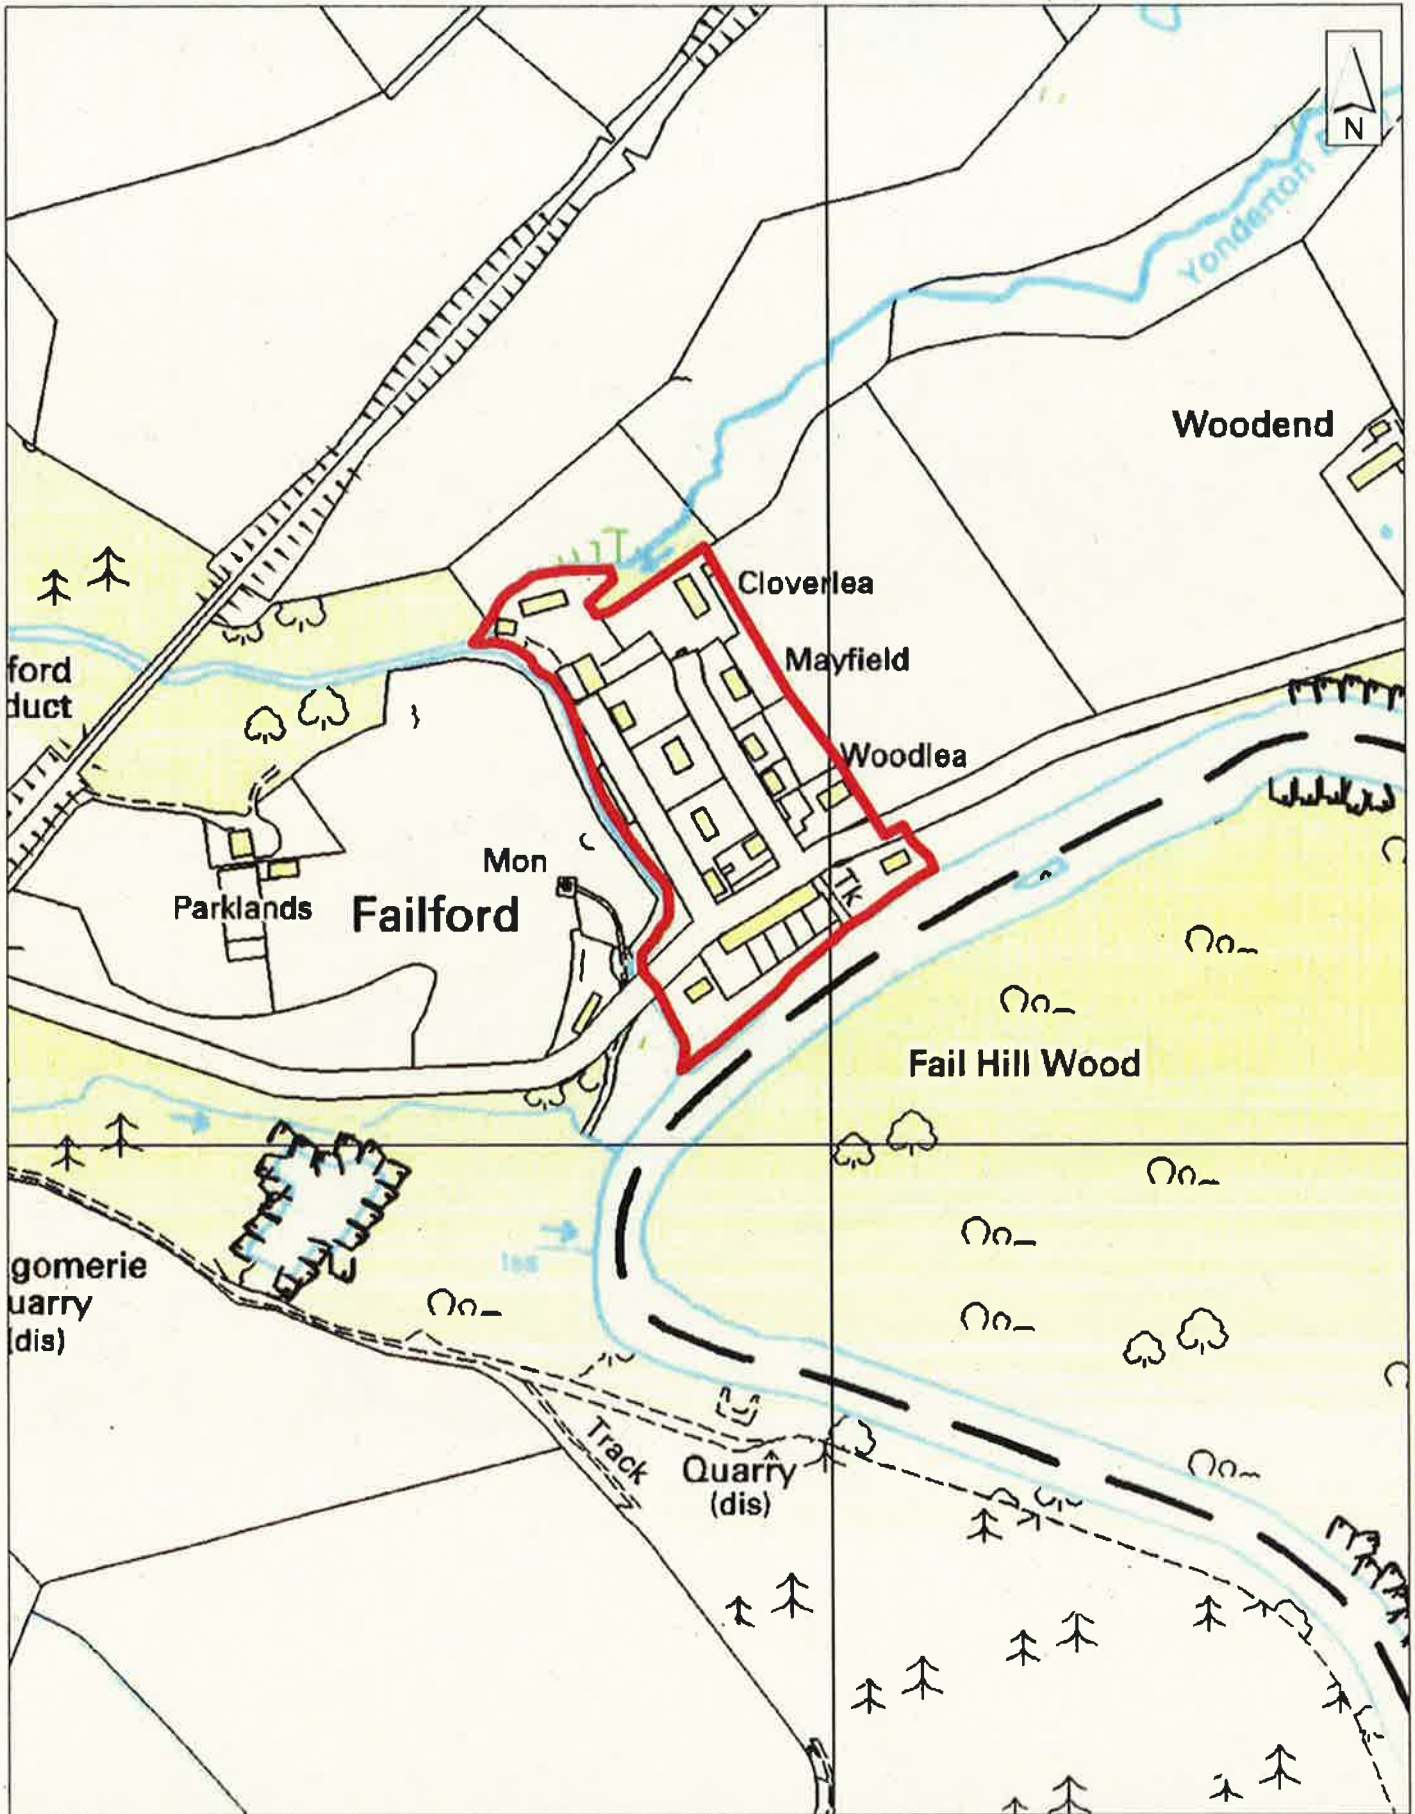 N
Yonderton
Woodend
Cloverlea
Mayfield
Woodlea
ford
duct
Mon
Parklands
Failford
Tk
Fail Hill Wood
gomerie
uarry
(dis)
Track
Quarry
(dis)